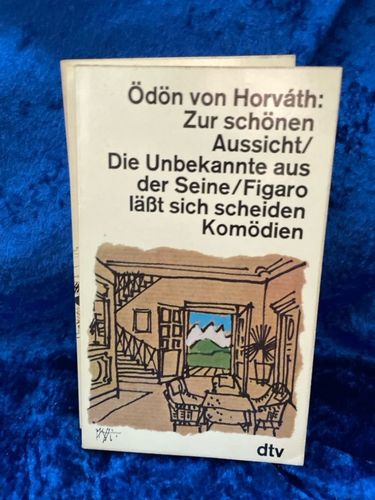 Ödön von Horváth:
Zur schönen
Aussicht/
Die Unbekannte aus
der Seine/Figaro
läßt sich scheiden
Komödien
dtv